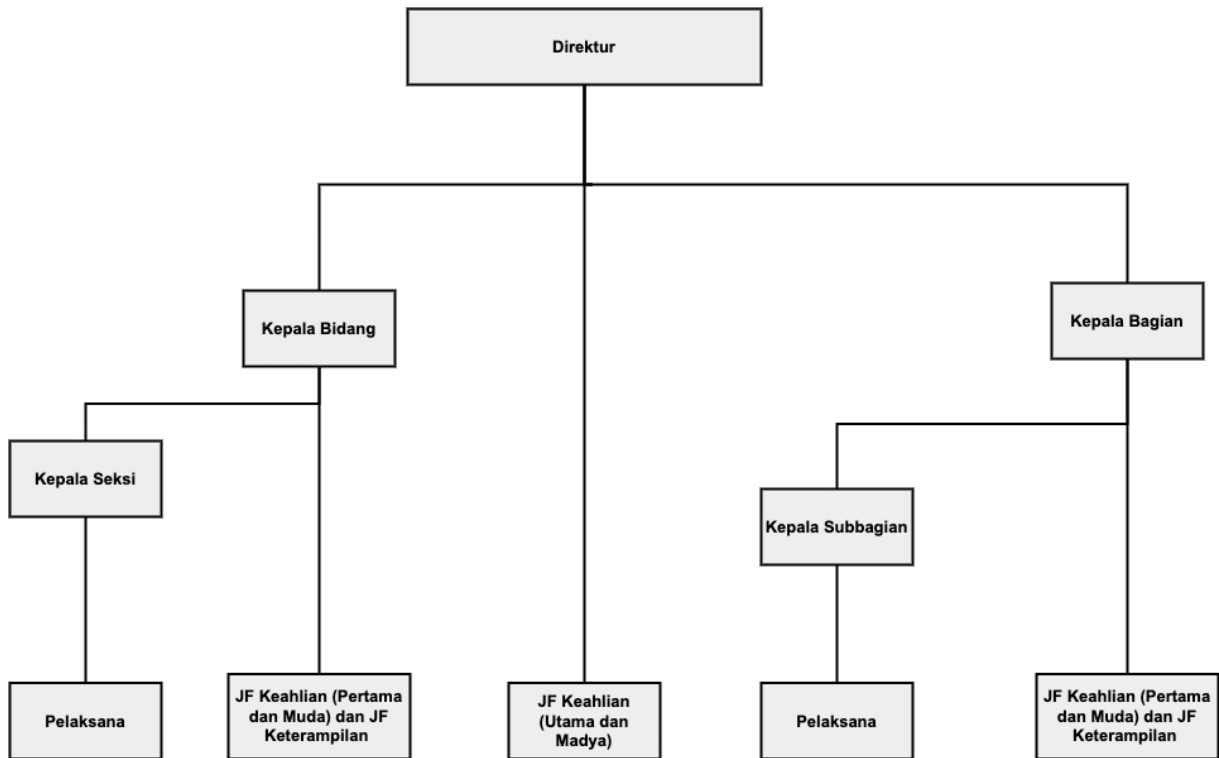 Direktur
Kepala Bidang
Kepala Bagian
Kepala Seksi
Kepala Subbagian
Pelaksana
JF Keahlian (Pertama
dan Muda) dan JF
Keterampilan
JF Keahlian
(Utama dan
Madya)
Pelaksana
JF Keahlian (Pertama
dan Muda) dan JF
Keterampilan